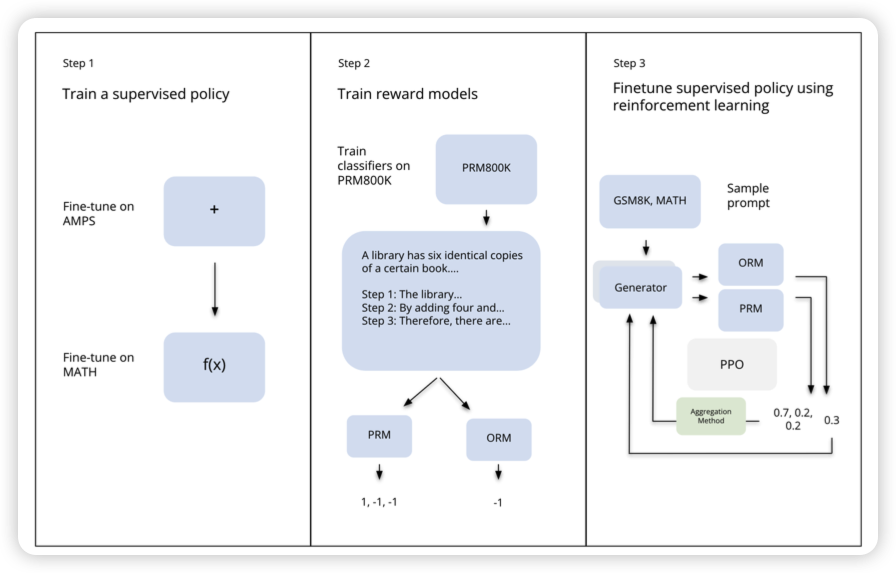 Step 1
Train a supervised policy
Fine-tune on
AMPS
+
Fine-tune on
MATH
f(x)
Step 2
Train reward models
Train
classifiers on
PRM800K
PRM800K
A library has six identical copies
of a certain book....
Step 1: The library...
Step 2: By adding four and...
Step 3: Therefore, there are...
PRM
ORM
1, -1, -1
-1
Step 3
Finetune supervised policy using
reinforcement learning
GSM8K, MATH
Sample
prompt
Generator
ORM
PRM
PPO
Aggregation
Method
0.7, 0.2,
0.2
0.3